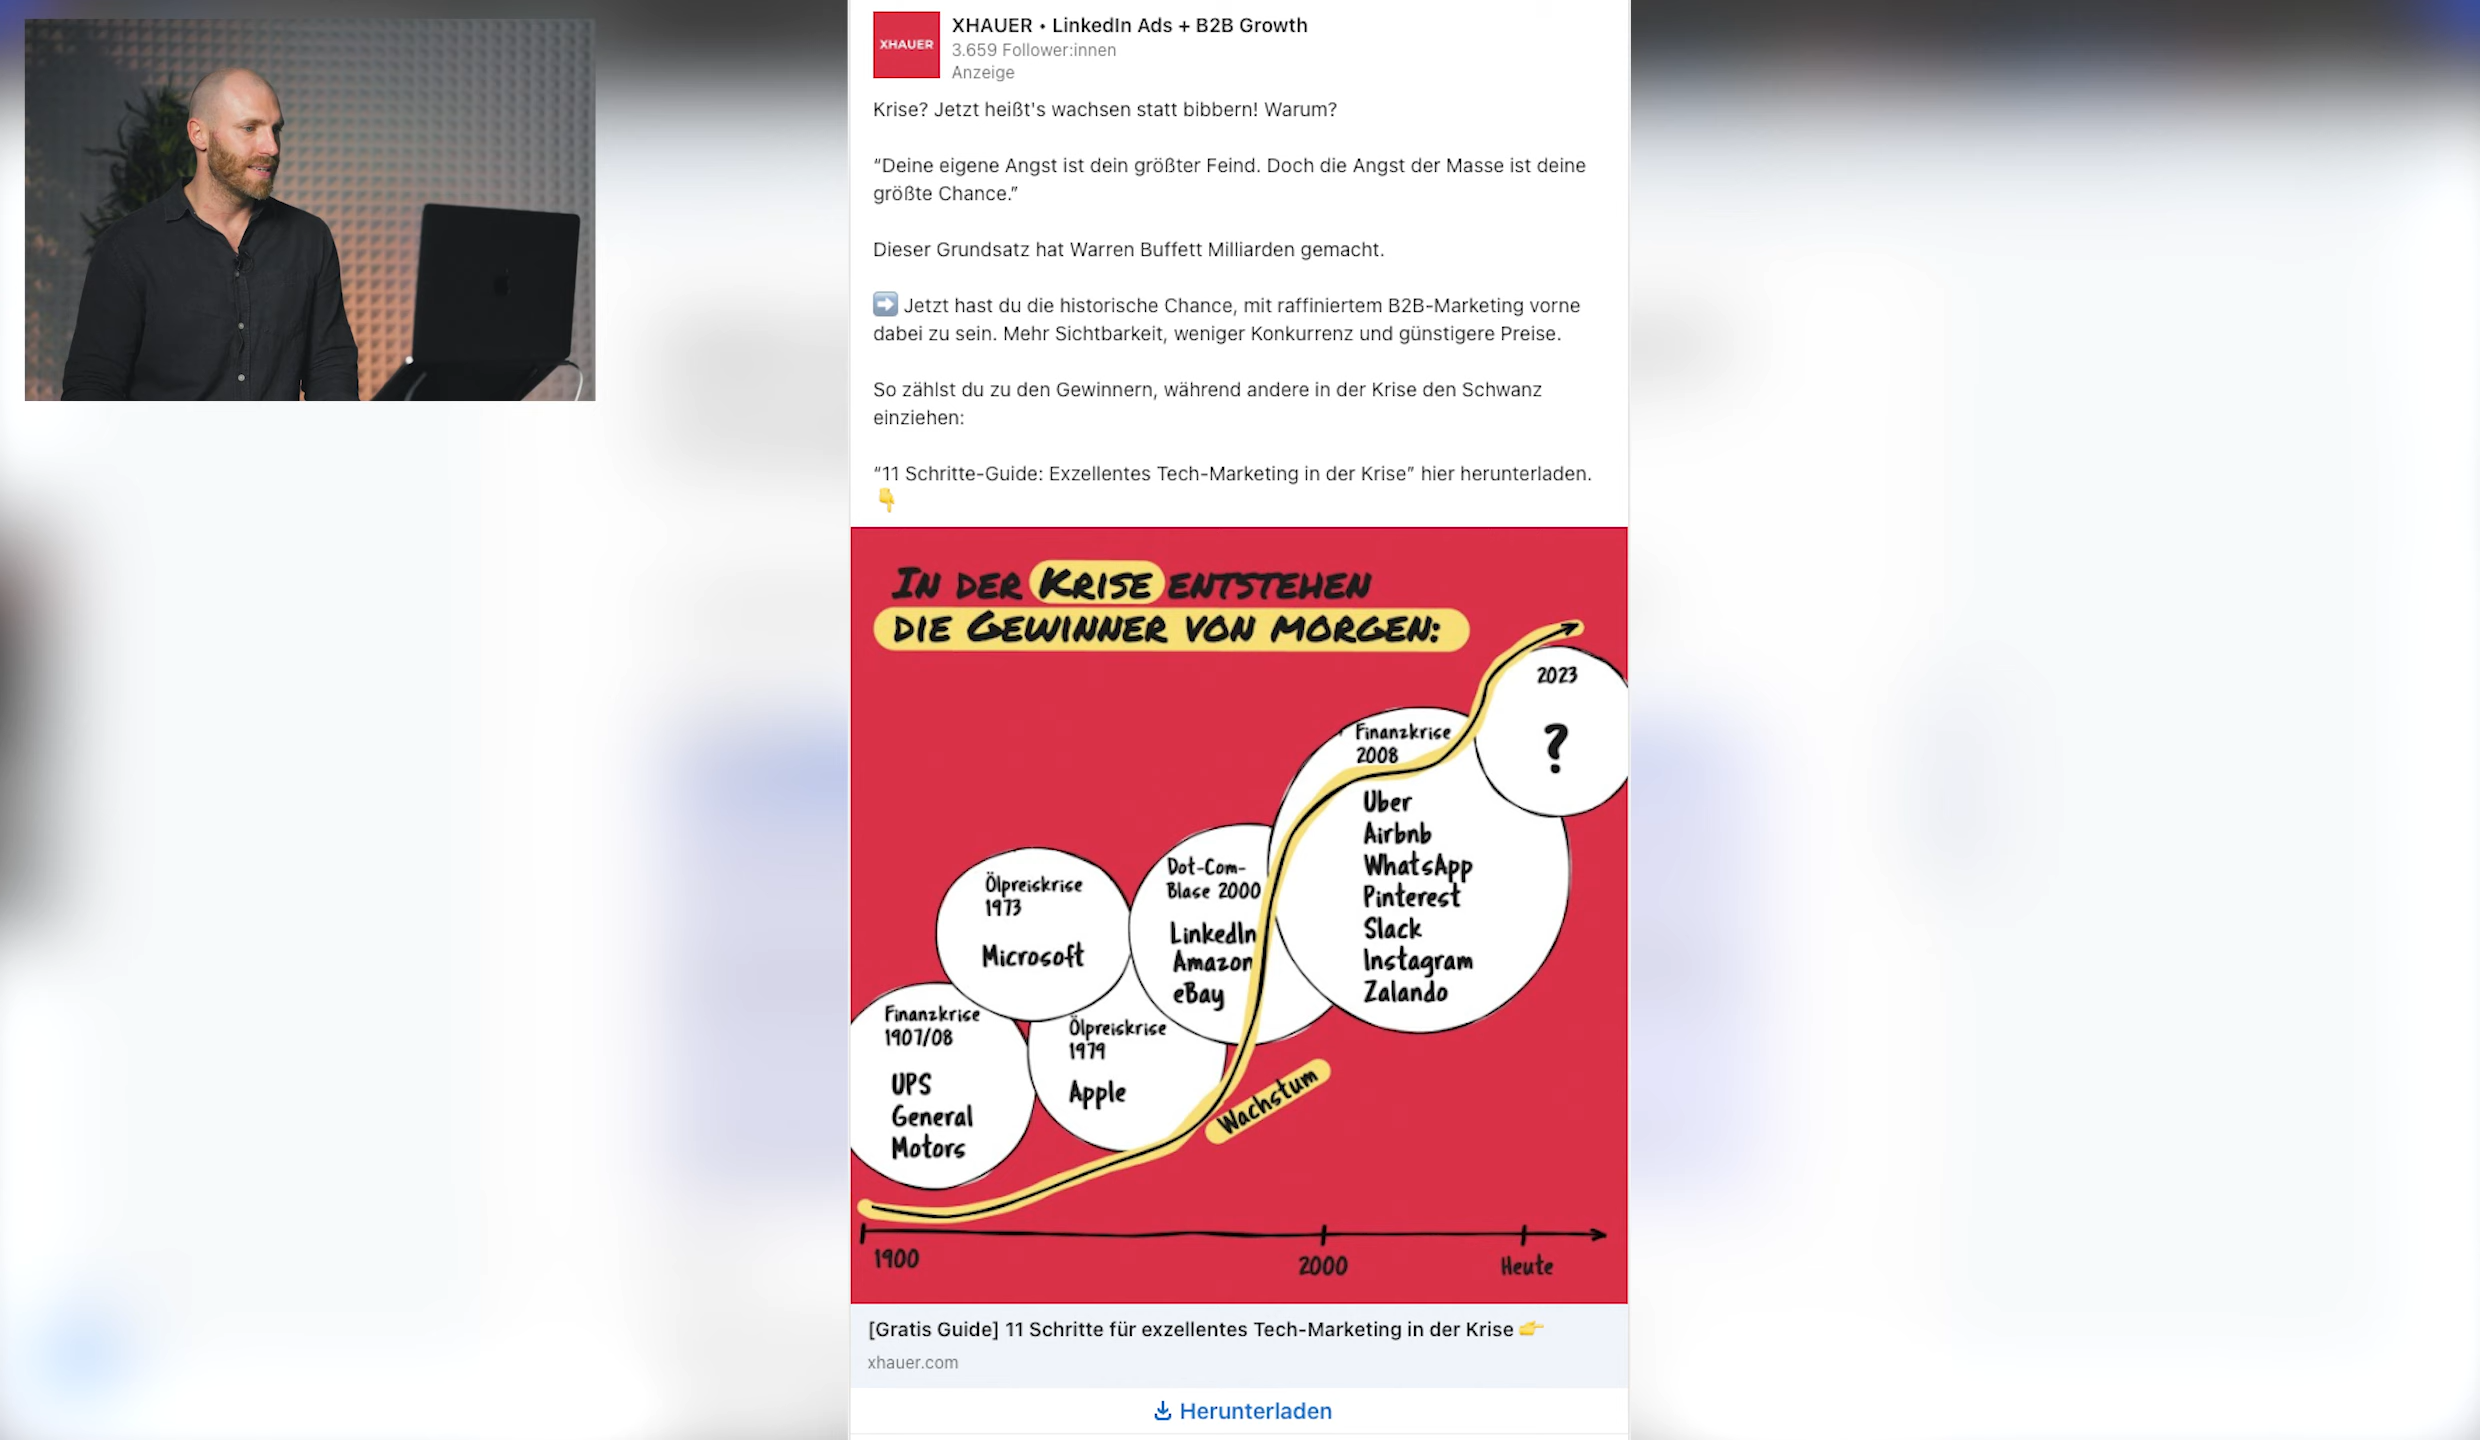 XHAUER
XHAUER • LinkedIn Ads + B2B Growth
3.659 Follower:innen
Anzeige
Krise? Jetzt heißt's wachsen statt bibbern! Warum?
“Deine eigene Angst ist dein größter Feind. Doch die Angst der Masse ist deine
größte Chance.”
Dieser Grundsatz hat Warren Buffett Milliarden gemacht.
➡️ Jetzt hast du die historische Chance, mit raffiniertem B2B-Marketing vorne
dabei zu sein. Mehr Sichtbarkeit, weniger Konkurrenz und günstigere Preise.
So zählst du zu den Gewinnern, während andere in der Krise den Schwanz
einziehen:
“11 Schritte-Guide: Exzellentes Tech-Marketing in der Krise” hier herunterladen.
👇
IN DER KRISE ENTSTEHEN
DIE GEWINNER VON MORGEN:
2023
?
Finanzkrise
2008
Uber
Airbnb
WhatsApp
Pinterest
Slack
Instagram
Zalando
Dot-Com-
Blase 2000
LinkedIn
Amazon
eBay
Ölpreiskrise
1973
Microsoft
Finanzkrise
1907/08
UPS
General
Motors
Ölpreiskrise
1979
Apple
Wachstum
1900
2000
Heute
[Gratis Guide] 11 Schritte für exzellentes Tech-Marketing in der Krise 👉
xhauer.com
Herunterladen